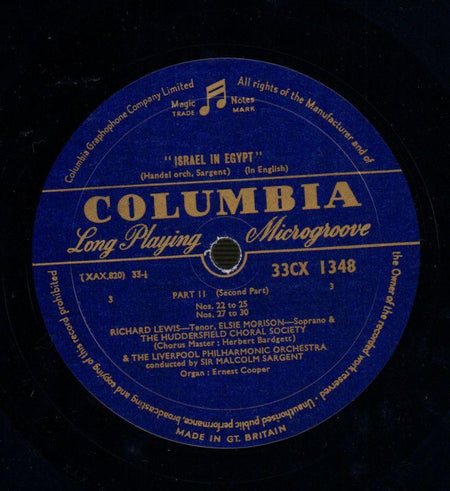 Columbia Graphophone Company Limited
All rights of the Manufacturer and of
the Owner of the recorded work reserved - Unauthorised public performance, broadcasting and copying of this record prohibited
Magic Notes
TRADE MARK
"ISRAEL IN EGYPT"
(Handel orch. Sargent) (In English)
COLUMBIA
Long Playing Microgroove
(XAX.820) 33⅓
33CX 1348
3 PART II (Second Part) 3
Nos. 22 to 25
Nos. 27 to 30
RICHARD LEWIS—Tenor, ELSIE MORISON—Soprano &
THE HUDDERSFIELD CHORAL SOCIETY
(Chorus Master : Herbert Bardgett)
& THE LIVERPOOL PHILHARMONIC ORCHESTRA
conducted by SIR MALCOLM SARGENT
Organ : Ernest Cooper
MADE IN GT. BRITAIN